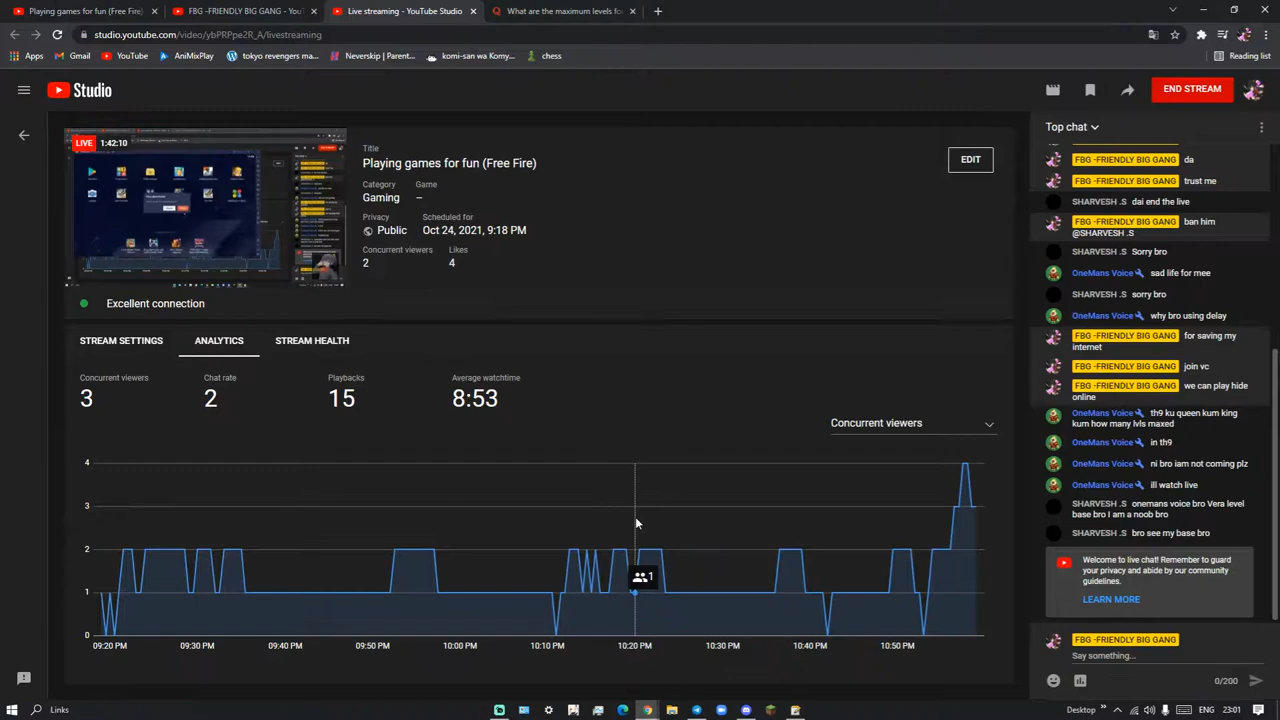 Playing games for fun (Free Fire)
FBG -FRIENDLY BIG GANG - YouT
Live streaming - YouTube Studio
What are the maximum levels fo
studio.youtube.com/video/ybPRPpe2R_A/livestreaming
Apps
Gmail
YouTube
AniMixPlay
tokyo revengers ma...
Neverskip | Parent...
komi-san wa Komy...
chess
Reading list
Studio
END STREAM
LIVE
1:42:10
Title
Playing games for fun (Free Fire)
Category
Game
Gaming
–
Privacy
Scheduled for
Public
Oct 24, 2021, 9:18 PM
Concurrent viewers
Likes
2
4
EDIT
Excellent connection
STREAM SETTINGS
ANALYTICS
STREAM HEALTH
Concurrent viewers
Chat rate
Playbacks
Average watchtime
3
2
15
8:53
Concurrent viewers
4
3
2
1
0
1
09:20 PM
09:30 PM
09:40 PM
09:50 PM
10:00 PM
10:10 PM
10:20 PM
10:30 PM
10:40 PM
10:50 PM
Top chat
FBG -FRIENDLY BIG GANG da
FBG -FRIENDLY BIG GANG trust me
SHARVESH .S dai end the live
FBG -FRIENDLY BIG GANG ban him
@SHARVESH .S
SHARVESH .S Sorry bro
OneMans Voice sad life for mee
SHARVESH .S sorry bro
OneMans Voice why bro using delay
FBG -FRIENDLY BIG GANG for saving my
internet
FBG -FRIENDLY BIG GANG join vc
FBG -FRIENDLY BIG GANG we can play hide
online
OneMans Voice th9 ku queen kum king
kum how many lvls maxed
OneMans Voice in th9
OneMans Voice ni bro iam not coming plz
OneMans Voice ill watch live
SHARVESH .S onemans voice bro Vera level
base bro I am a noob bro
SHARVESH .S bro see my base bro
Welcome to live chat! Remember to guard
your privacy and abide by our community
guidelines.
LEARN MORE
FBG -FRIENDLY BIG GANG
Say something...
0/200
Links
Desktop
ENG
23:01